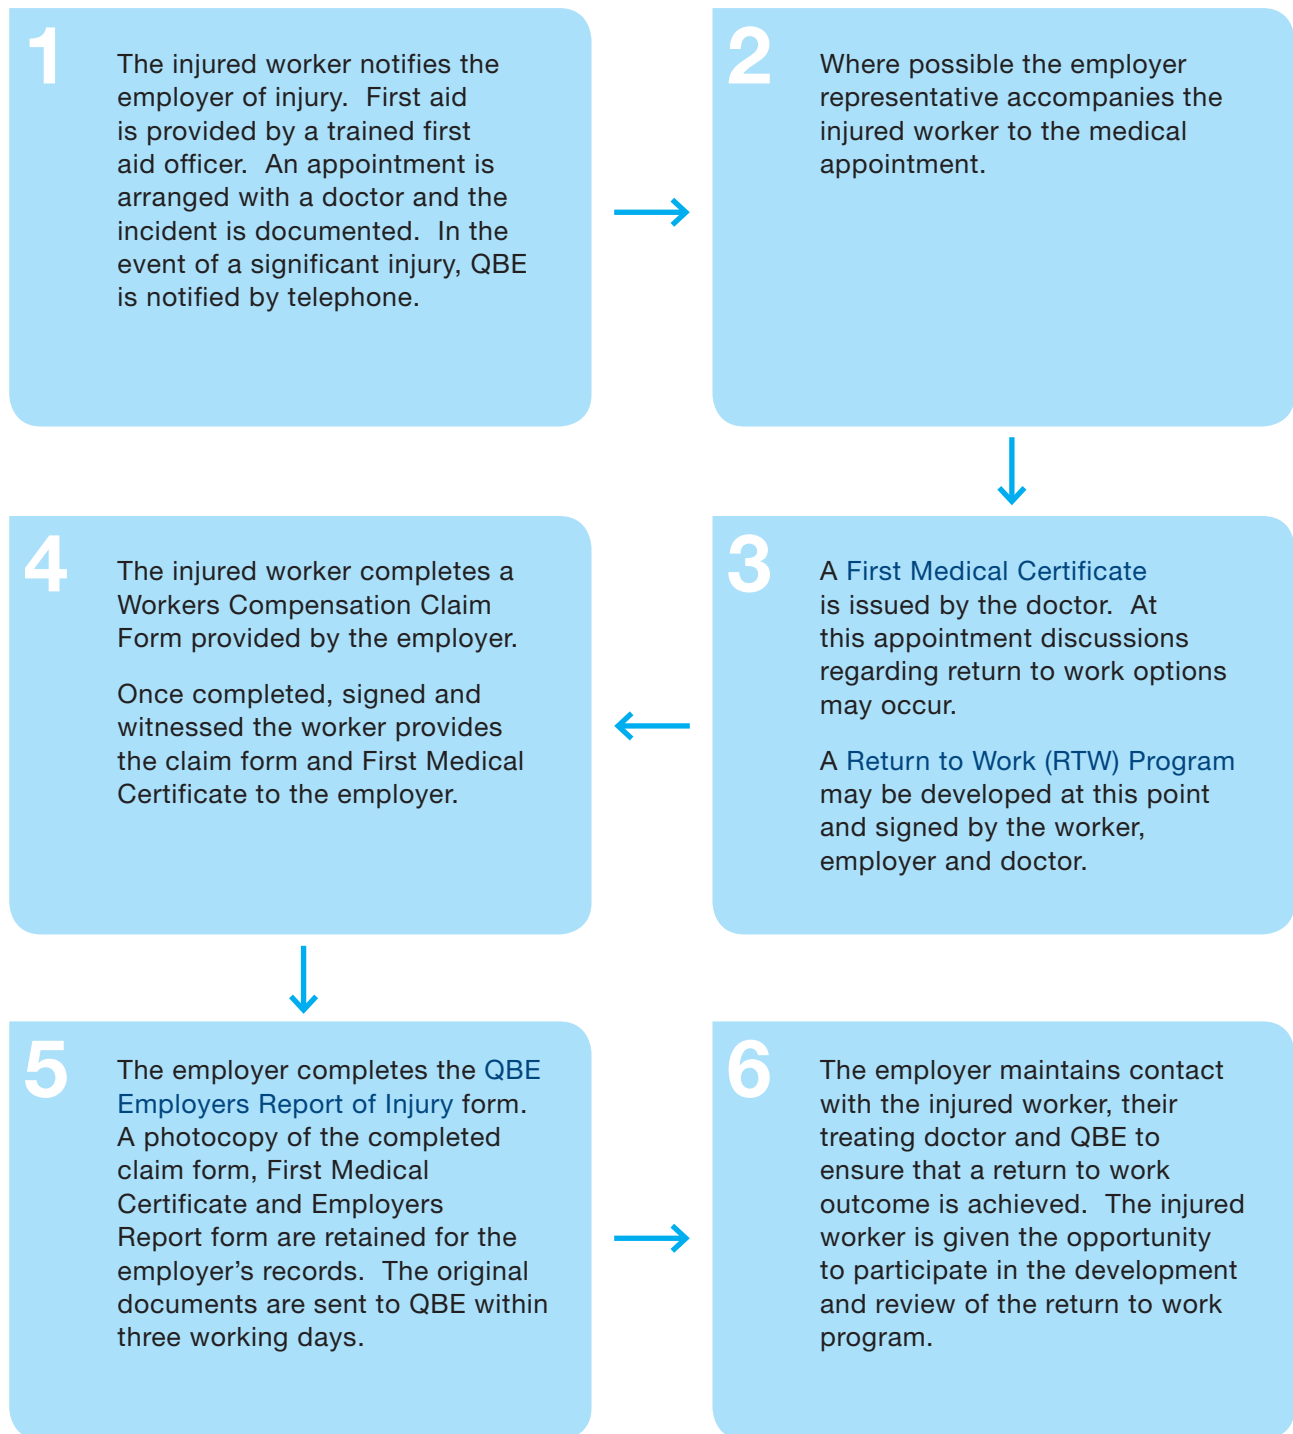 1
The injured worker notifies the
employer of injury.  First aid
is provided by a trained first
aid officer.  An appointment is
arranged with a doctor and the
incident is documented.  In the
event of a significant injury, QBE
is notified by telephone.
2
Where possible the employer
representative accompanies the
injured worker to the medical
appointment.
3
A First Medical Certificate
is issued by the doctor.  At
this appointment discussions
regarding return to work options
may occur.
A Return to Work (RTW) Program
may be developed at this point
and signed by the worker,
employer and doctor.
4
The injured worker completes a
Workers Compensation Claim
Form provided by the employer.
Once completed, signed and
witnessed the worker provides
the claim form and First Medical
Certificate to the employer.
5
The employer completes the QBE
Employers Report of Injury form.
A photocopy of the completed
claim form, First Medical
Certificate and Employers
Report form are retained for the
employer’s records.  The original
documents are sent to QBE within
three working days.
6
The employer maintains contact
with the injured worker, their
treating doctor and QBE to
ensure that a return to work
outcome is achieved.  The injured
worker is given the opportunity
to participate in the development
and review of the return to work
program.